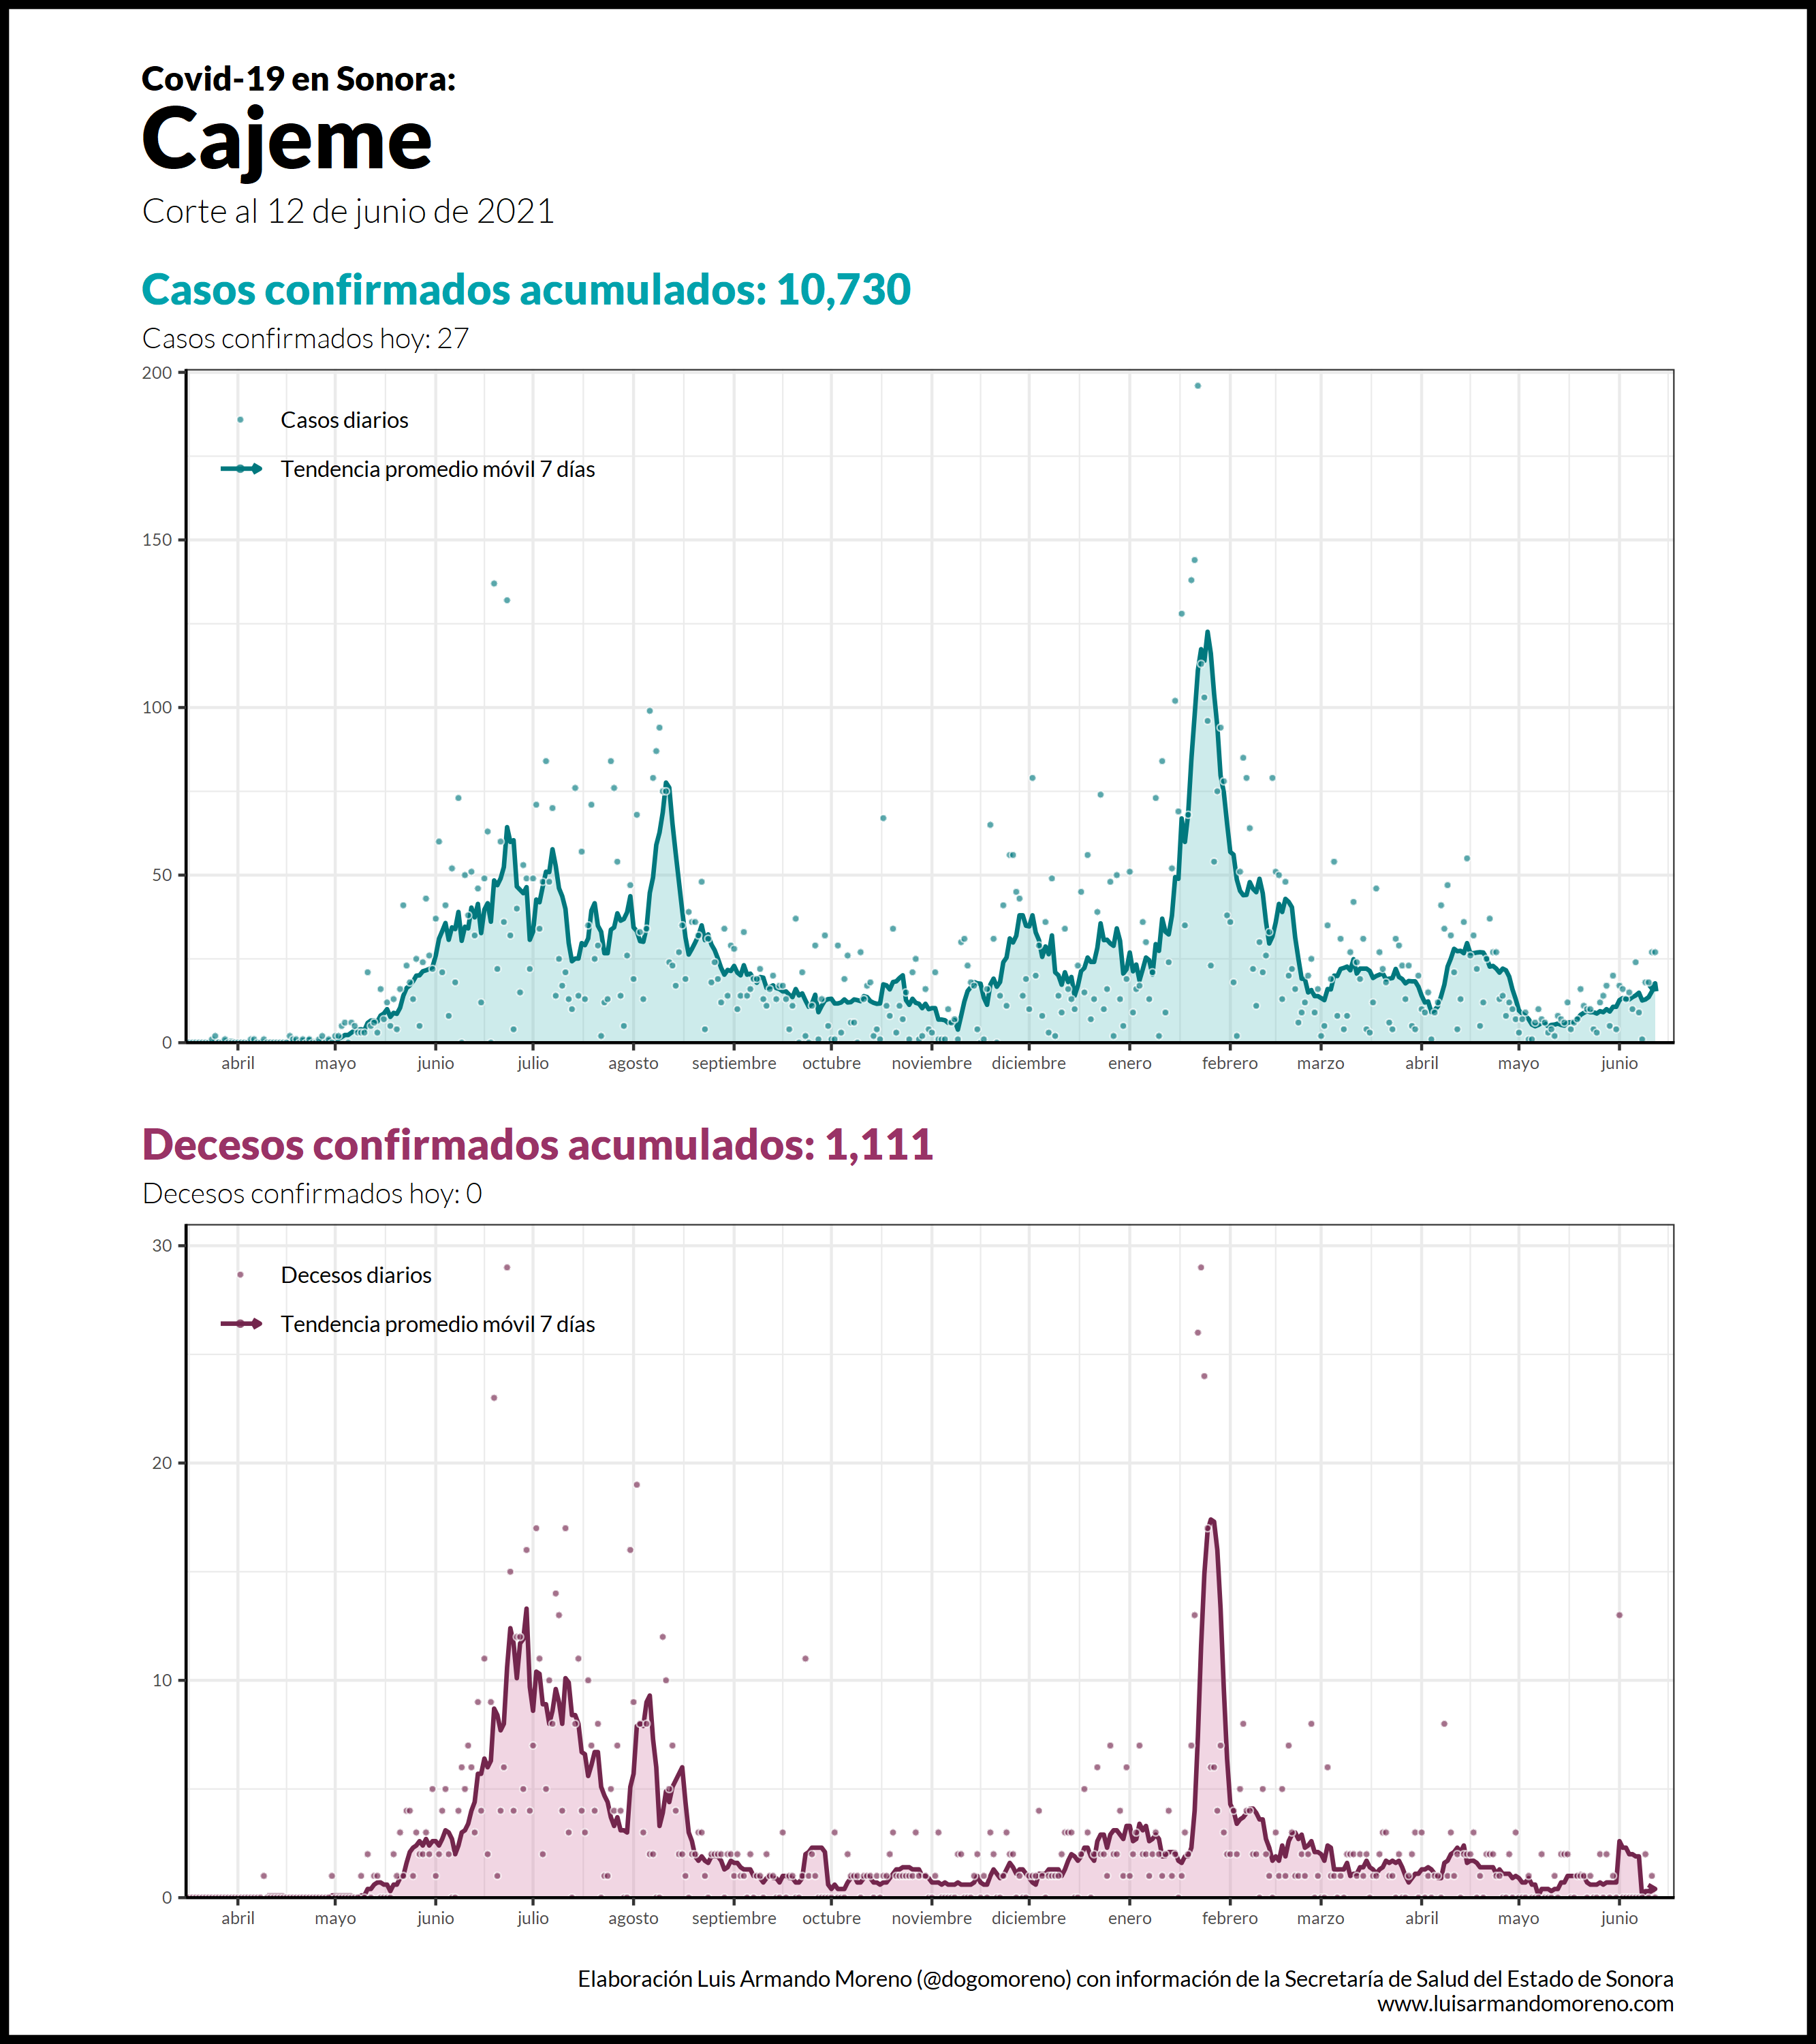 Covid-19 en Sonora:
Cajeme
Corte al 12 de junio de 2021
Casos confirmados acumulados: 10,730
Casos confirmados hoy: 27
200
Casos diarios
Tendencia promedio móvil 7 días
150
100
50
0
abril mayo junio julio agosto septiembre octubre noviembre diciembre enero febrero marzo abril mayo junio
Decesos confirmados acumulados: 1,111
Decesos confirmados hoy: 0
30
Decesos diarios
Tendencia promedio móvil 7 días
20
10
0
abril mayo junio julio agosto septiembre octubre noviembre diciembre enero febrero marzo abril mayo junio
Elaboración Luis Armando Moreno (@dogomoreno) con información de la Secretaría de Salud del Estado de Sonora
www.luisarmandomoreno.com